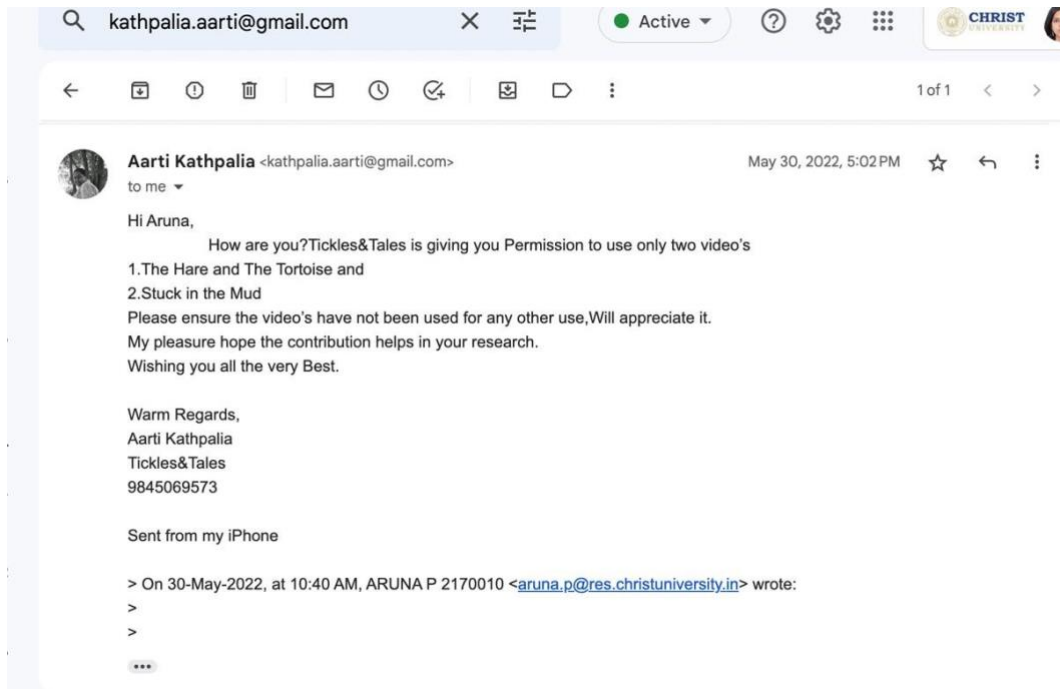 kathpalia.aarti@gmail.com
Active
CHRIST
UNIVERSITY
1 of 1
Aarti Kathpalia <kathpalia.aarti@gmail.com>
May 30, 2022, 5:02 PM
to me
Hi Aruna,
How are you?Tickles&Tales is giving you Permission to use only two video's
1.The Hare and The Tortoise and
2.Stuck in the Mud
Please ensure the video's have not been used for any other use,Will appreciate it.
My pleasure hope the contribution helps in your research.
Wishing you all the very Best.
Warm Regards,
Aarti Kathpalia
Tickles&Tales
9845069573
Sent from my iPhone
> On 30-May-2022, at 10:40 AM, ARUNA P 2170010 <aruna.p@res.christuniversity.in> wrote:
>
>